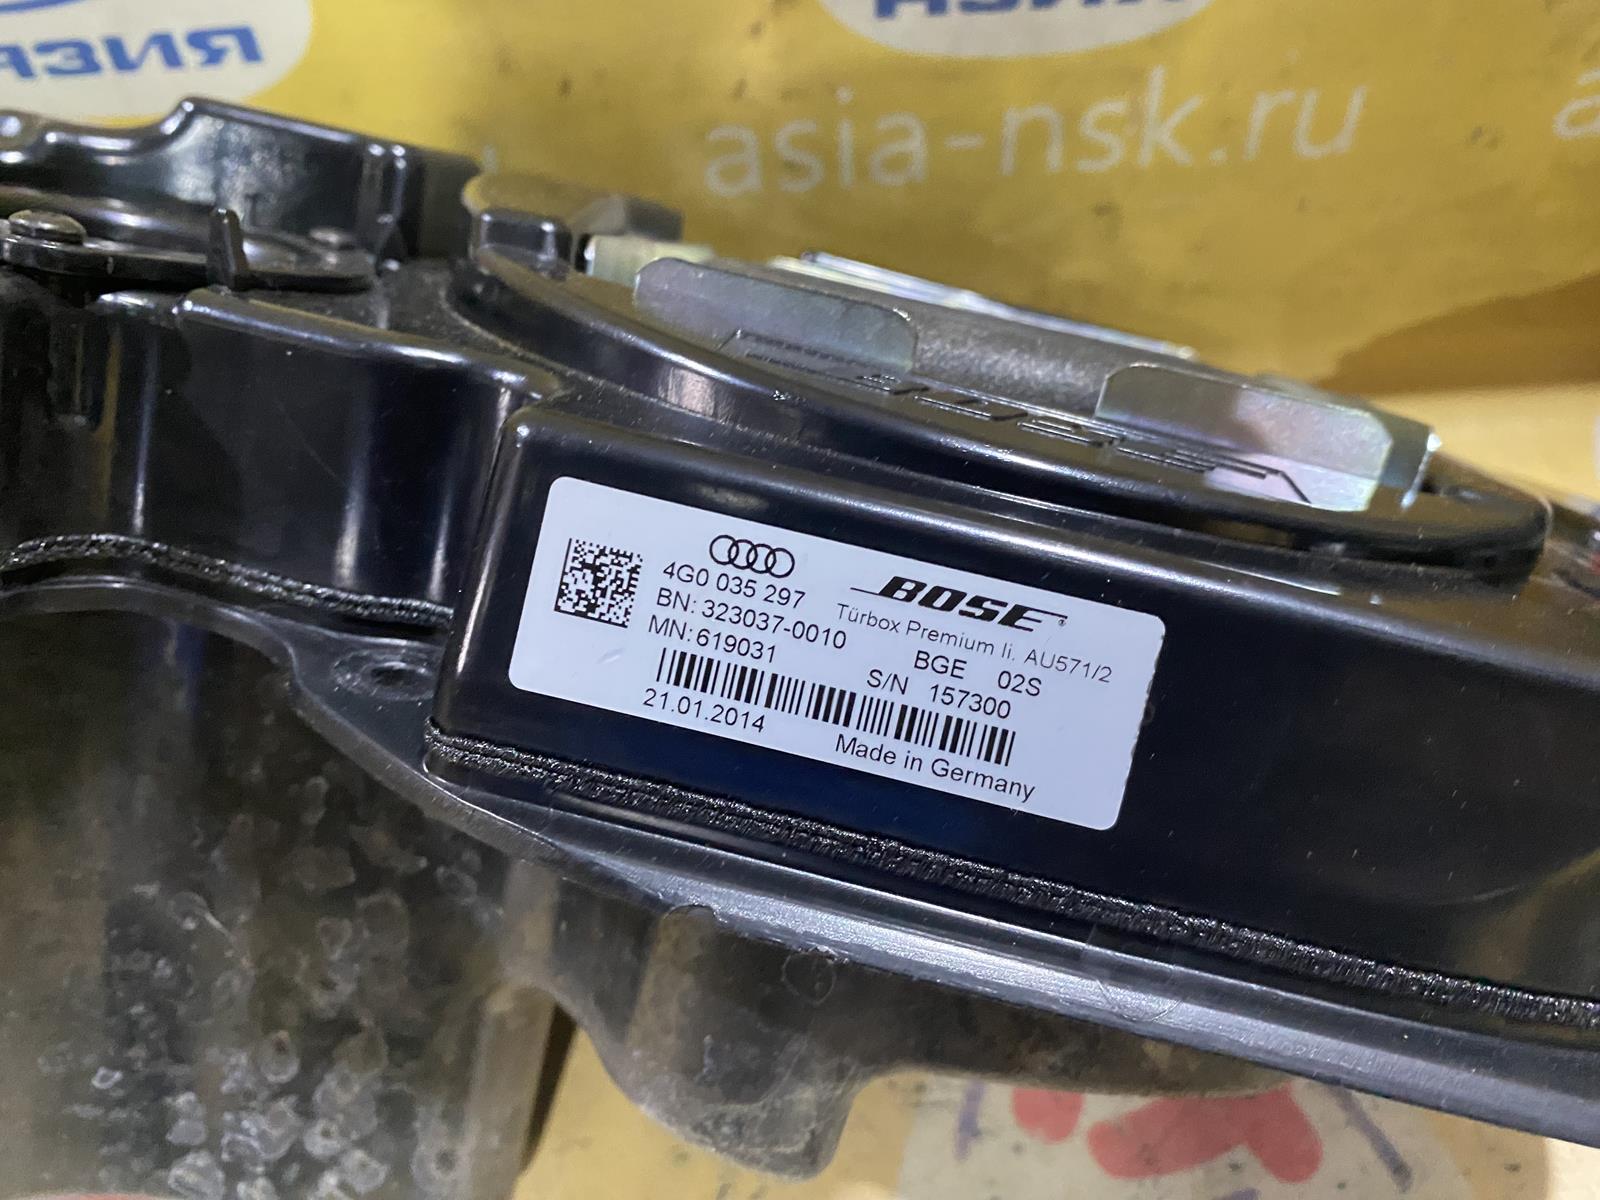 asia-nsk.ru
4G0 035 297
BN: 323037-0010
MN: 619031
21.01.2014
BOSE
Türbox Premium li. AU571/2
BGE 02S
S/N 157300
Made in Germany